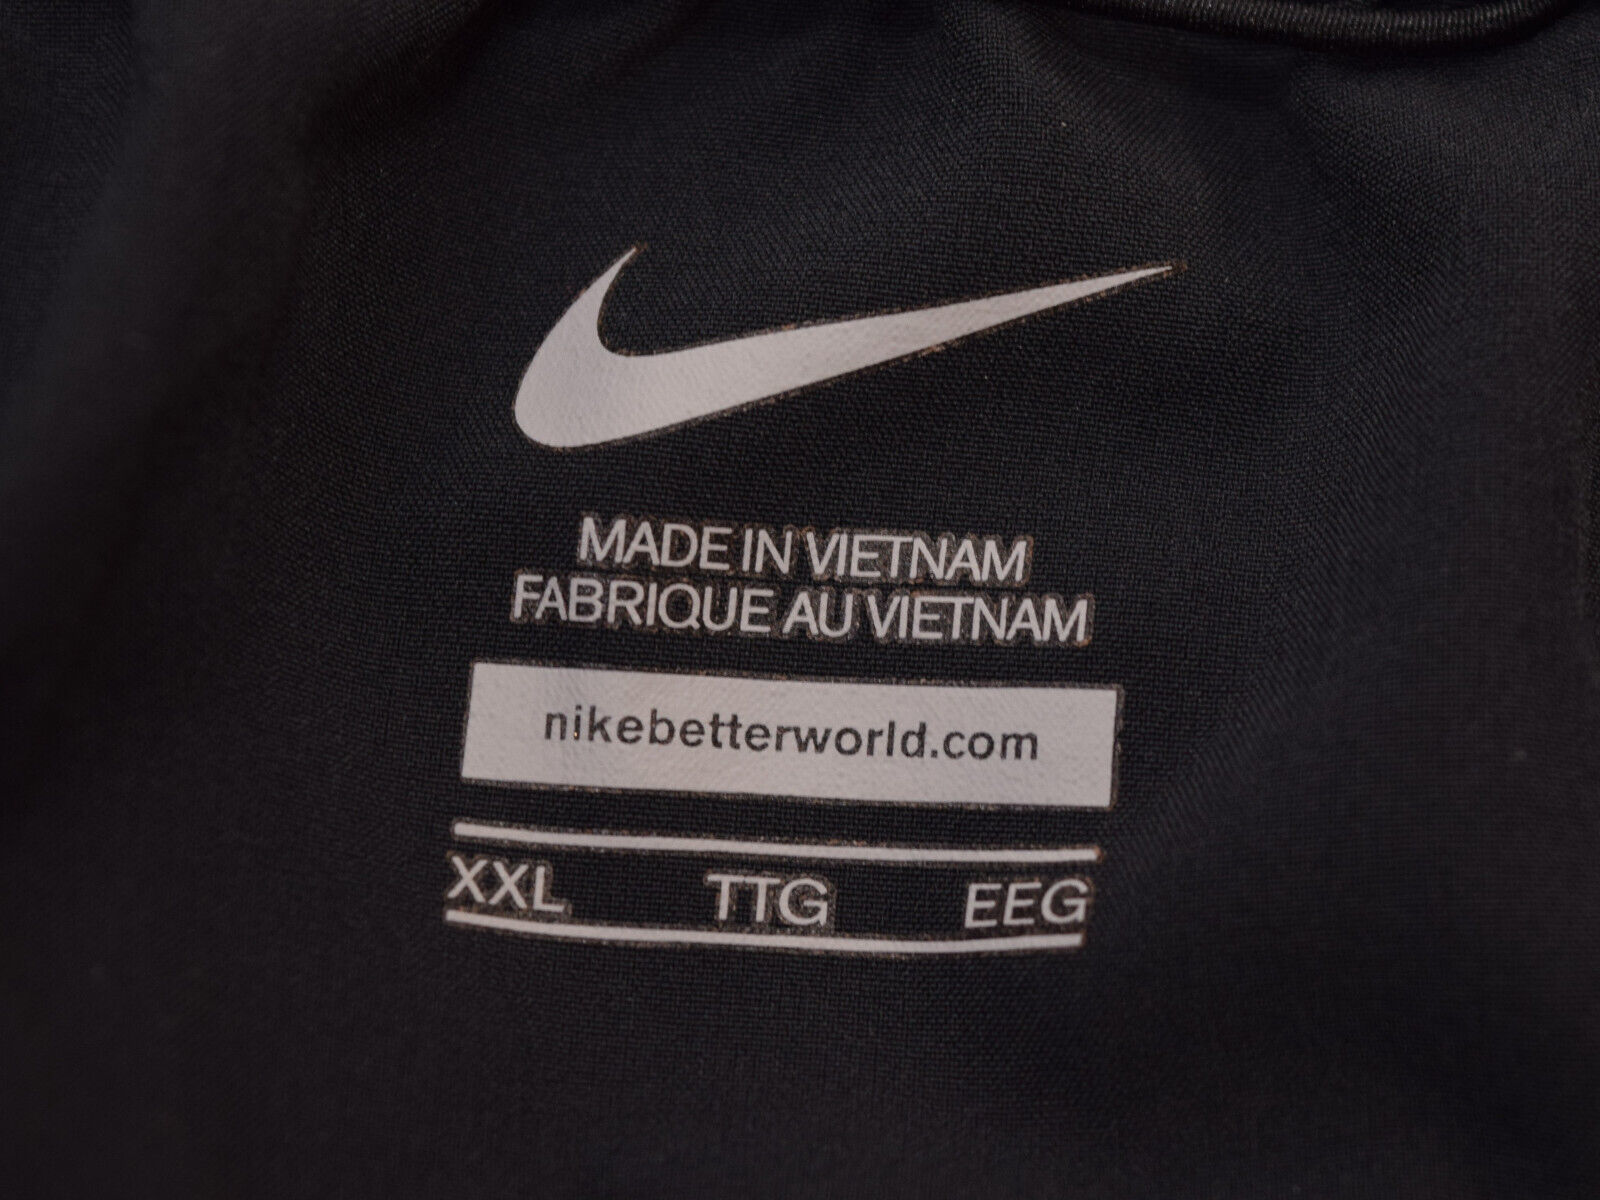 MADE IN VIETNAM
FABRIQUE AU VIETNAM
nikebetterworld.com
XXL TTG EEG